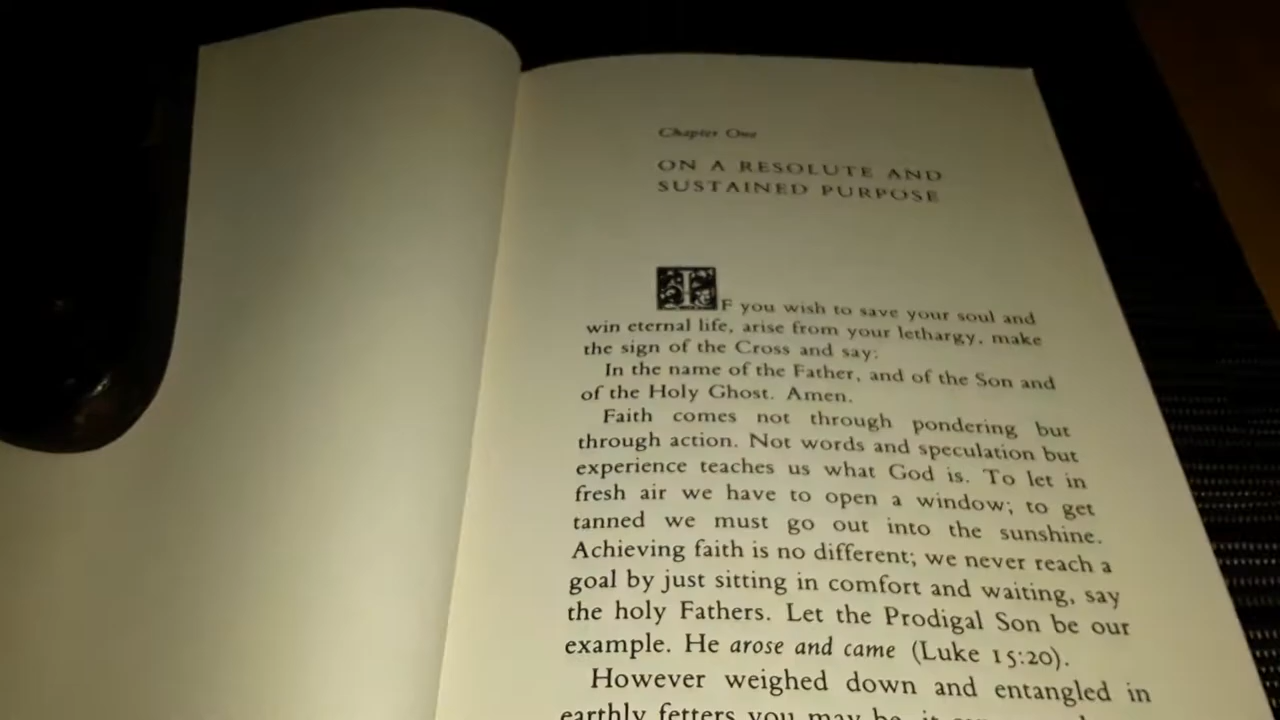 Chapter One
ON A RESOLUTE AND
SUSTAINED PURPOSE
IF you wish to save your soul and
win eternal life, arise from your lethargy, make
the sign of the Cross and say:
In the name of the Father, and of the Son and
of the Holy Ghost. Amen.
Faith comes not through pondering but
through action. Not words and speculation but
experience teaches us what God is. To let in
fresh air we have to open a window; to get
tanned we must go out into the sunshine.
Achieving faith is no different; we never reach a
goal by just sitting in comfort and waiting, say
the holy Fathers. Let the Prodigal Son be our
example. He arose and came (Luke 15:20).
However weighed down and entangled in
earthly fetters you may be, it